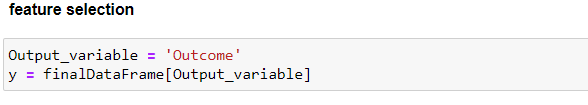 feature selection
Output_variable = 'Outcome'
y = finalDataFrame[Output_variable]